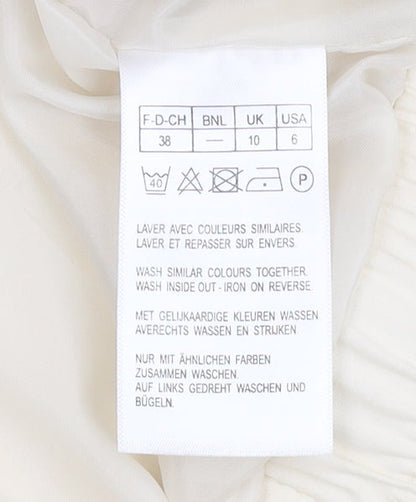 F-D-CH BNL UK USA
38 — 10 6
40 P
LAVER AVEC COULEURS SIMILAIRES.
LAVER ET REPASSER SUR ENVERS.
WASH SIMILAR COLOURS TOGETHER.
WASH INSIDE OUT - IRON ON REVERSE.
MET GELIJKAARDIGE KLEUREN WASSEN
AVERECHTS WASSEN EN STRIJKEN.
NUR MIT ÄHNLICHEN FARBEN
ZUSAMMEN WASCHEN.
AUF LINKS GEDREHT WASCHEN UND
BÜGELN.